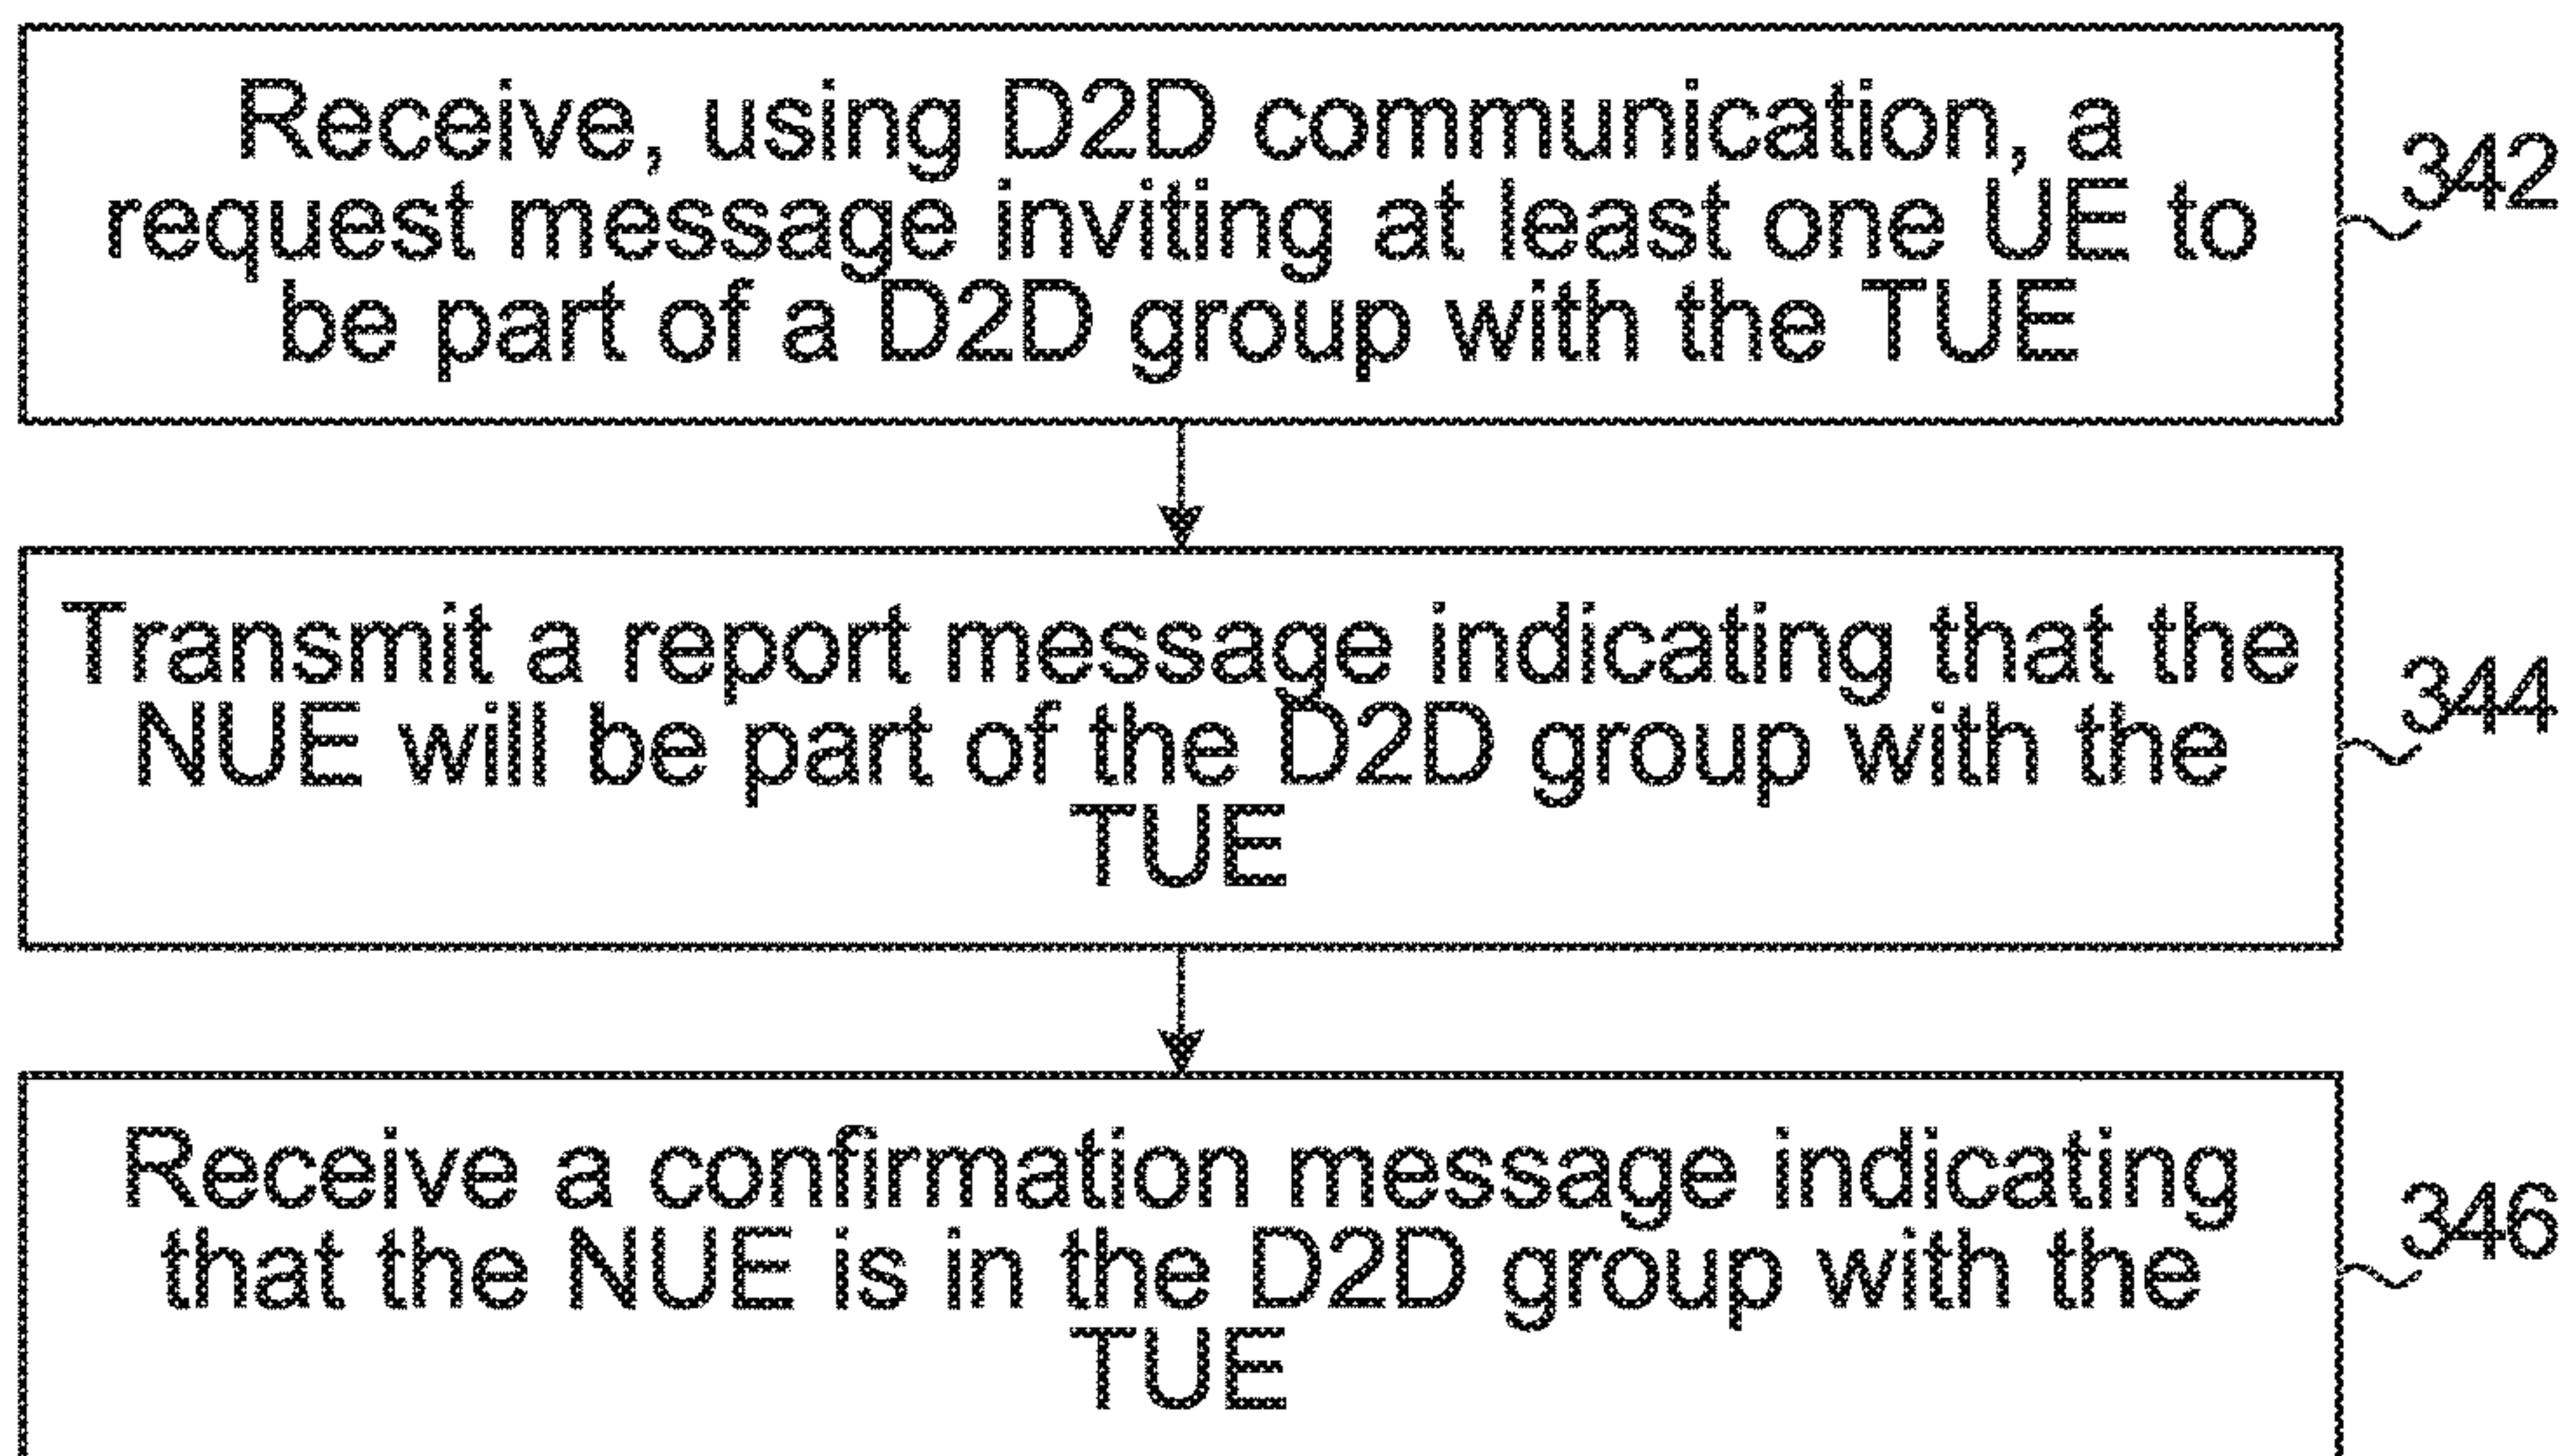 Receive, using D2D communication, a
request message inviting at least one UE to
be part of a D2D group with the TUE
342
Transmit a report message indicating that the
NUE will be part of the D2D group with the
TUE
344
Receive a confirmation message indicating
that the NUE is in the D2D group with the
TUE
346